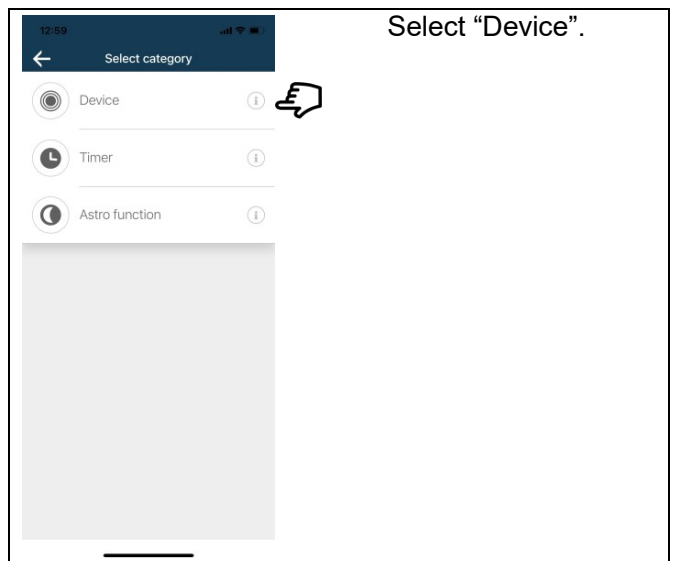 12:59
Select category
Device
Timer
Astro function
Select “Device”.